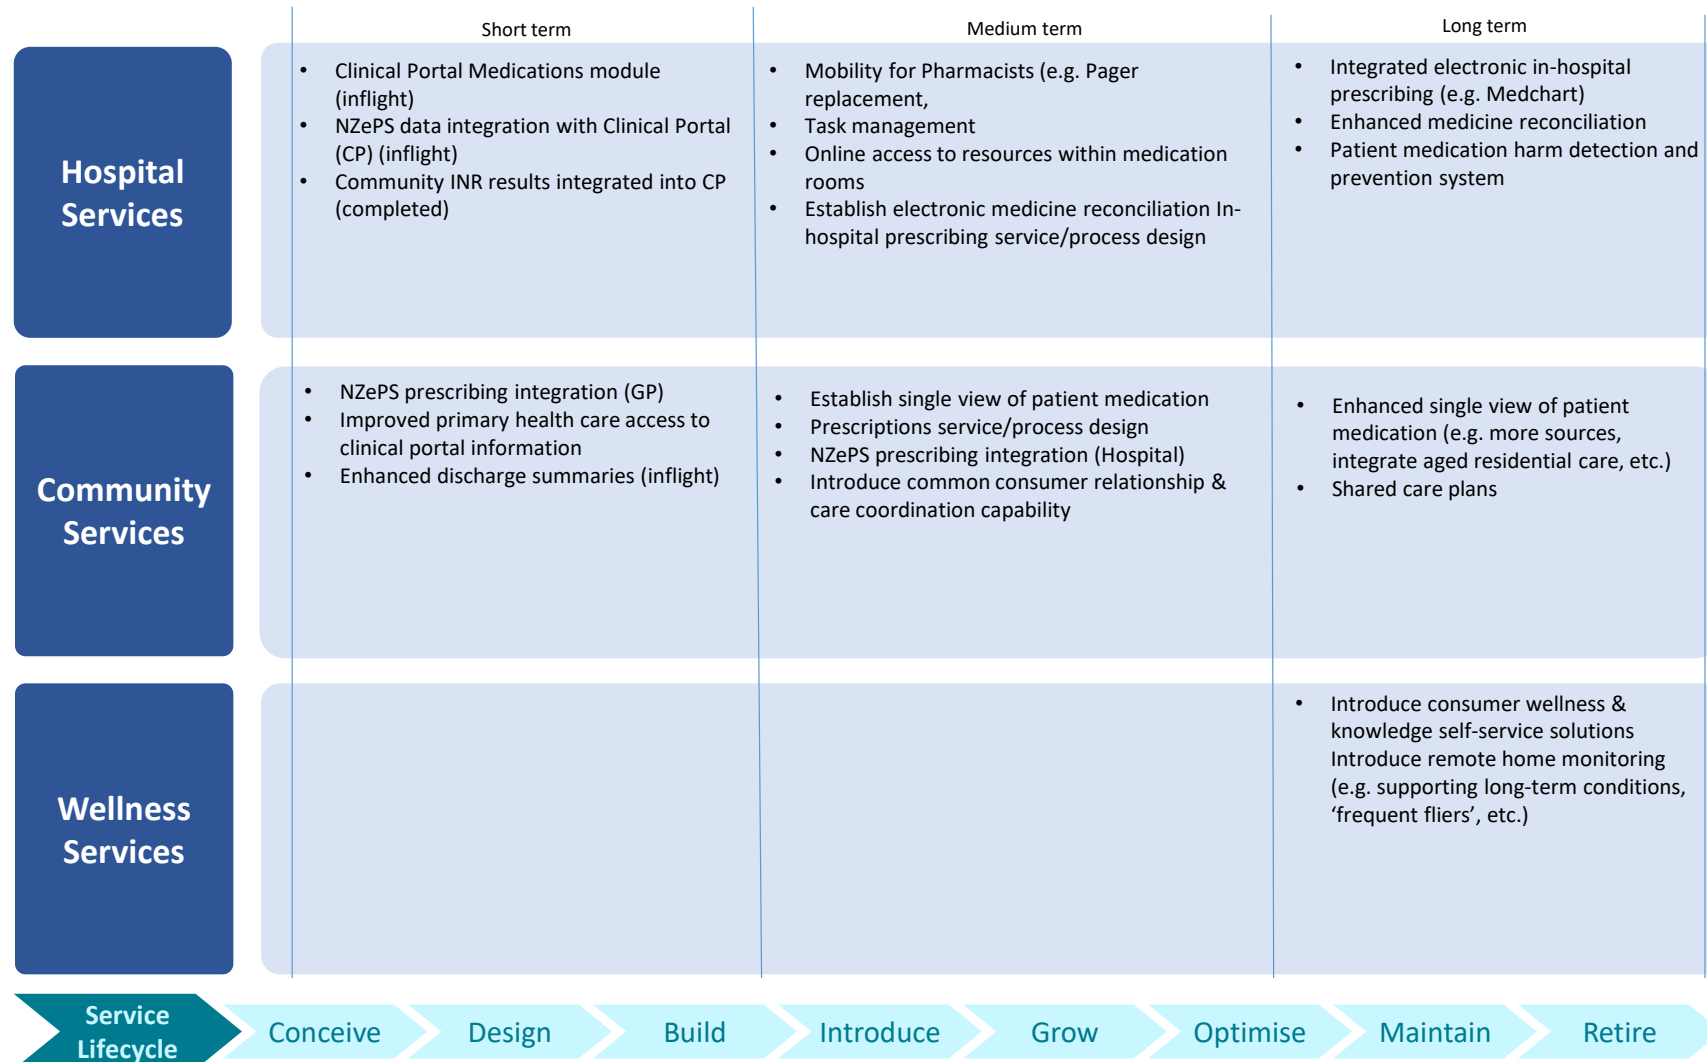 Short term
Medium term
Long term
Hospital
Services
• Clinical Portal Medications module
(inflight)
• NZePS data integration with Clinical Portal
(CP) (inflight)
• Community INR results integrated into CP
(completed)
• Mobility for Pharmacists (e.g. Pager
replacement,
• Task management
• Online access to resources within medication
rooms
• Establish electronic medicine reconciliation In-
hospital prescribing service/process design
• Integrated electronic in-hospital
prescribing (e.g. Medchart)
• Enhanced medicine reconciliation
• Patient medication harm detection and
prevention system
Community
Services
• NZePS prescribing integration (GP)
• Improved primary health care access to
clinical portal information
• Enhanced discharge summaries (inflight)
• Establish single view of patient medication
• Prescriptions service/process design
• NZePS prescribing integration (Hospital)
• Introduce common consumer relationship &
care coordination capability
• Enhanced single view of patient
medication (e.g. more sources,
integrate aged residential care, etc.)
• Shared care plans
Wellness
Services
• Introduce consumer wellness &
knowledge self-service solutions
Introduce remote home monitoring
(e.g. supporting long-term conditions,
‘frequent fliers’, etc.)
Service
Lifecycle
Conceive
Design
Build
Introduce
Grow
Optimise
Maintain
Retire